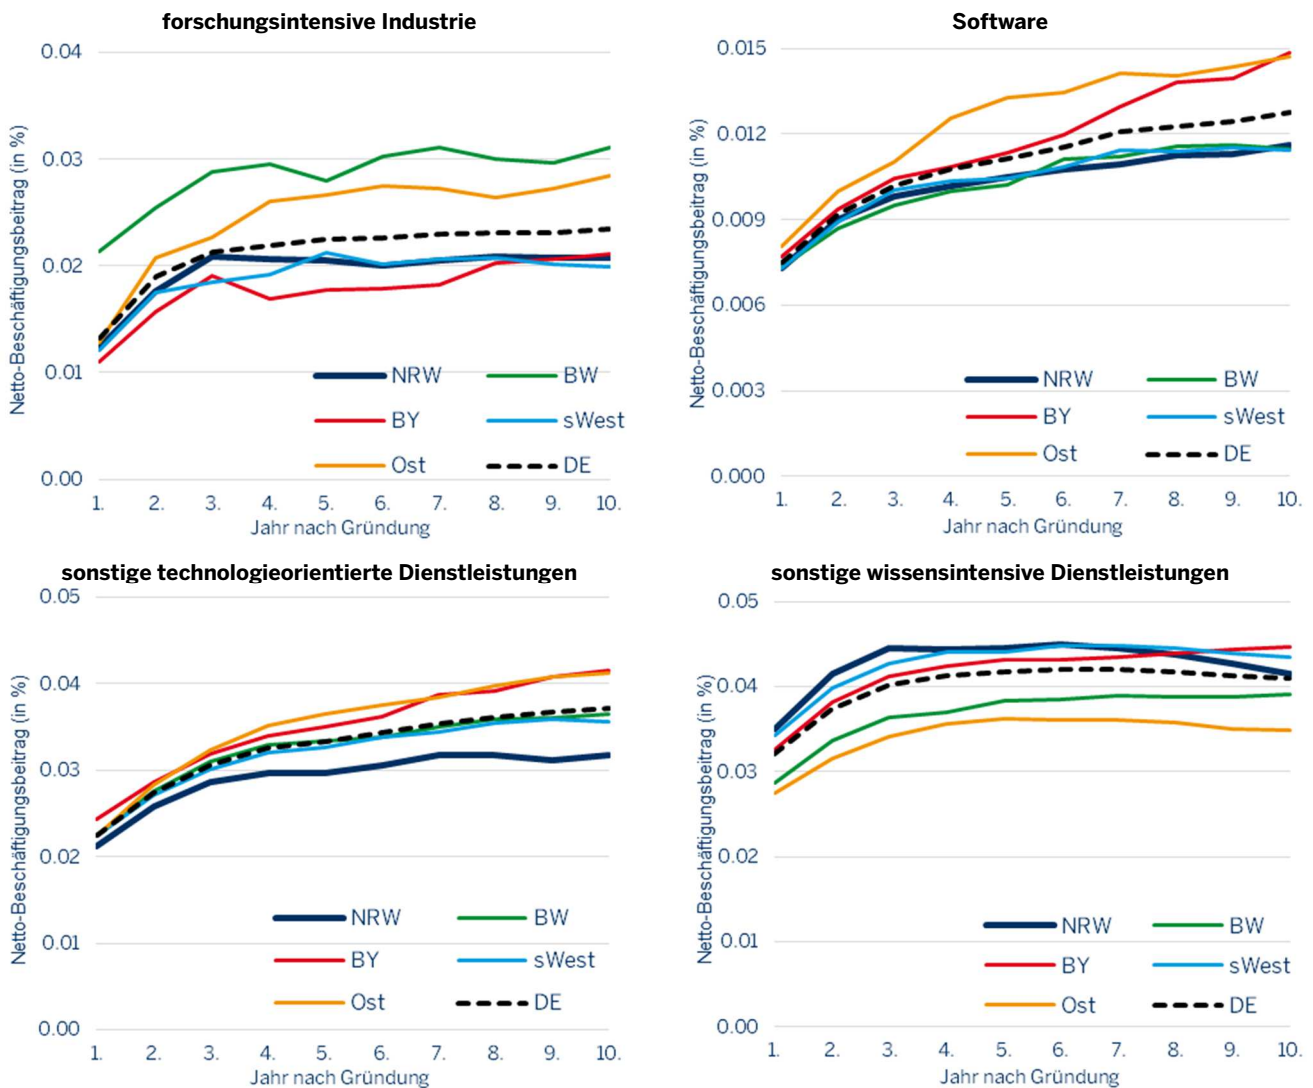 forschungsintensive Industrie
Netto-Beschäftigungsbeitrag (in %)
0.04
0.03
0.02
0.01
0.00
NRW BW
BY sWest
Ost DE
1. 2. 3. 4. 5. 6. 7. 8. 9. 10.
Jahr nach Gründung
Software
Netto-Beschäftigungsbeitrag (in %)
0.015
0.012
0.009
0.006
0.003
0.000
NRW BW
BY sWest
Ost DE
1. 2. 3. 4. 5. 6. 7. 8. 9. 10.
Jahr nach Gründung
sonstige technologieorientierte Dienstleistungen
Netto-Beschäftigungsbeitrag (in %)
0.05
0.04
0.03
0.02
0.01
0.00
NRW BW
BY sWest
Ost DE
1. 2. 3. 4. 5. 6. 7. 8. 9. 10.
Jahr nach Gründung
sonstige wissensintensive Dienstleistungen
Netto-Beschäftigungsbeitrag (in %)
0.05
0.04
0.03
0.02
0.01
0.00
NRW BW
BY sWest
Ost DE
1. 2. 3. 4. 5. 6. 7. 8. 9. 10.
Jahr nach Gründung